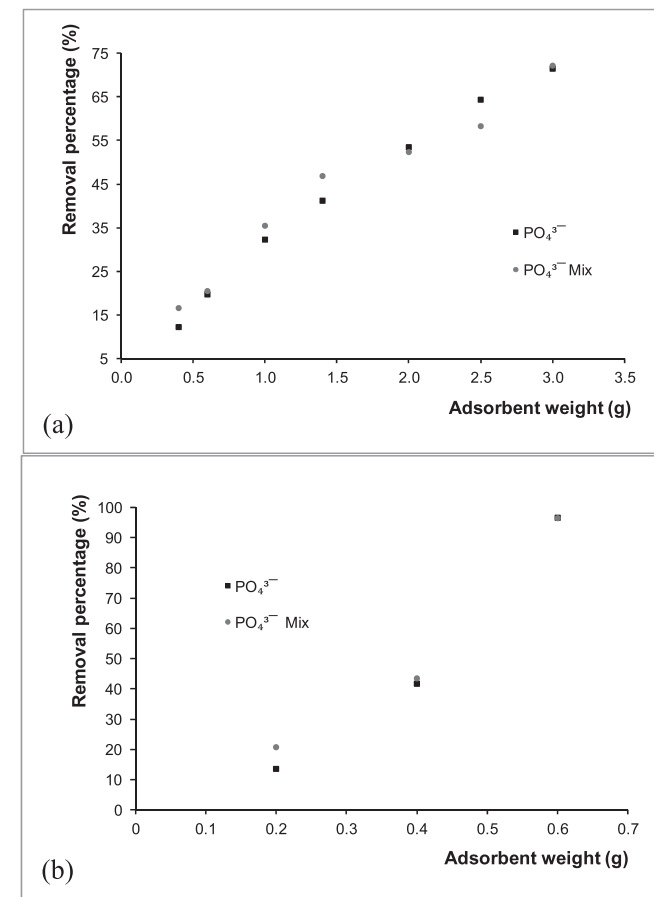 Removal percentage (%)
75
65
55
45
35
25
15
5
0.0 0.5 1.0 1.5 2.0 2.5 3.0 3.5
PO₄³⁻
PO₄³⁻ Mix
Adsorbent weight (g)
(a)
Removal percentage (%)
100
90
80
70
60
50
40
30
20
10
0
0 0.1 0.2 0.3 0.4 0.5 0.6 0.7
PO₄³⁻
PO₄³⁻ Mix
Adsorbent weight (g)
(b)